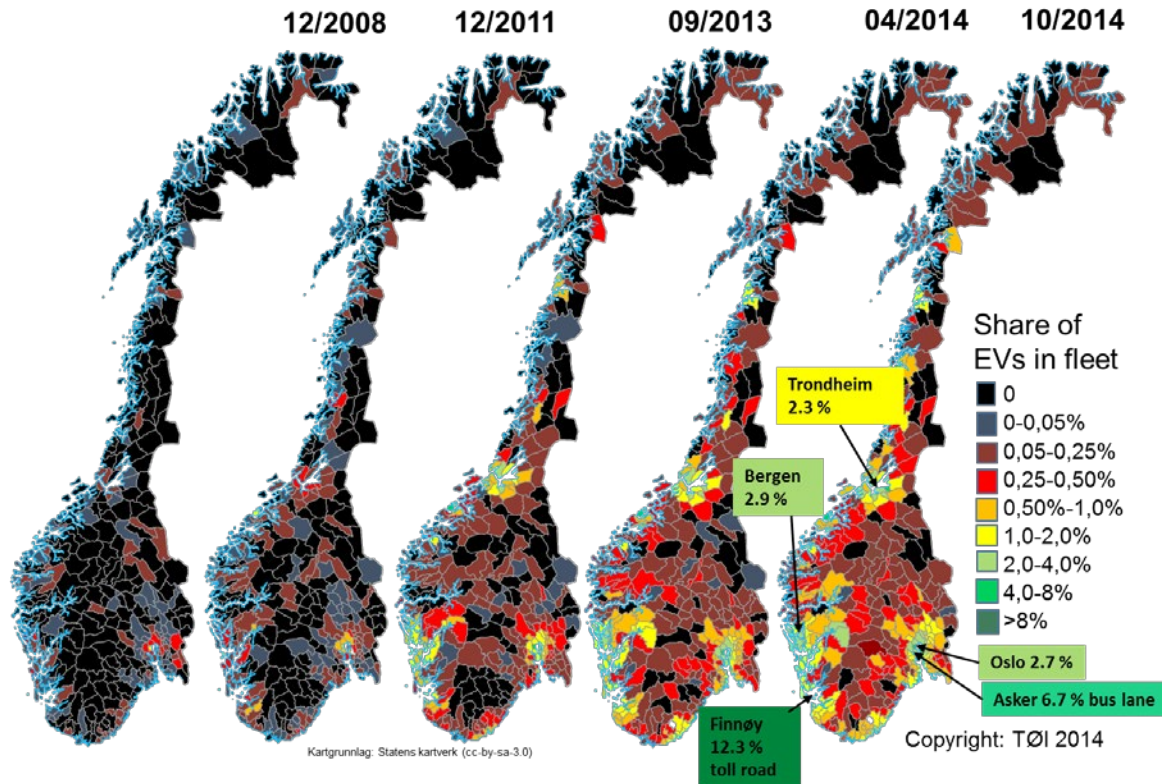 12/2008
12/2011
09/2013
04/2014
10/2014
Share of
EVs in fleet
0
0-0,05%
0,05-0,25%
0,25-0,50%
0,50%-1,0%
1,0-2,0%
2,0-4,0%
4,0-8%
>8%
Trondheim
2.3 %
Bergen
2.9 %
Oslo 2.7 %
Asker 6.7 % bus lane
Finnøy
12.3 %
toll road
Kartgrunnlag: Statens kartverk (cc-by-sa-3.0)
Copyright: TØI 2014